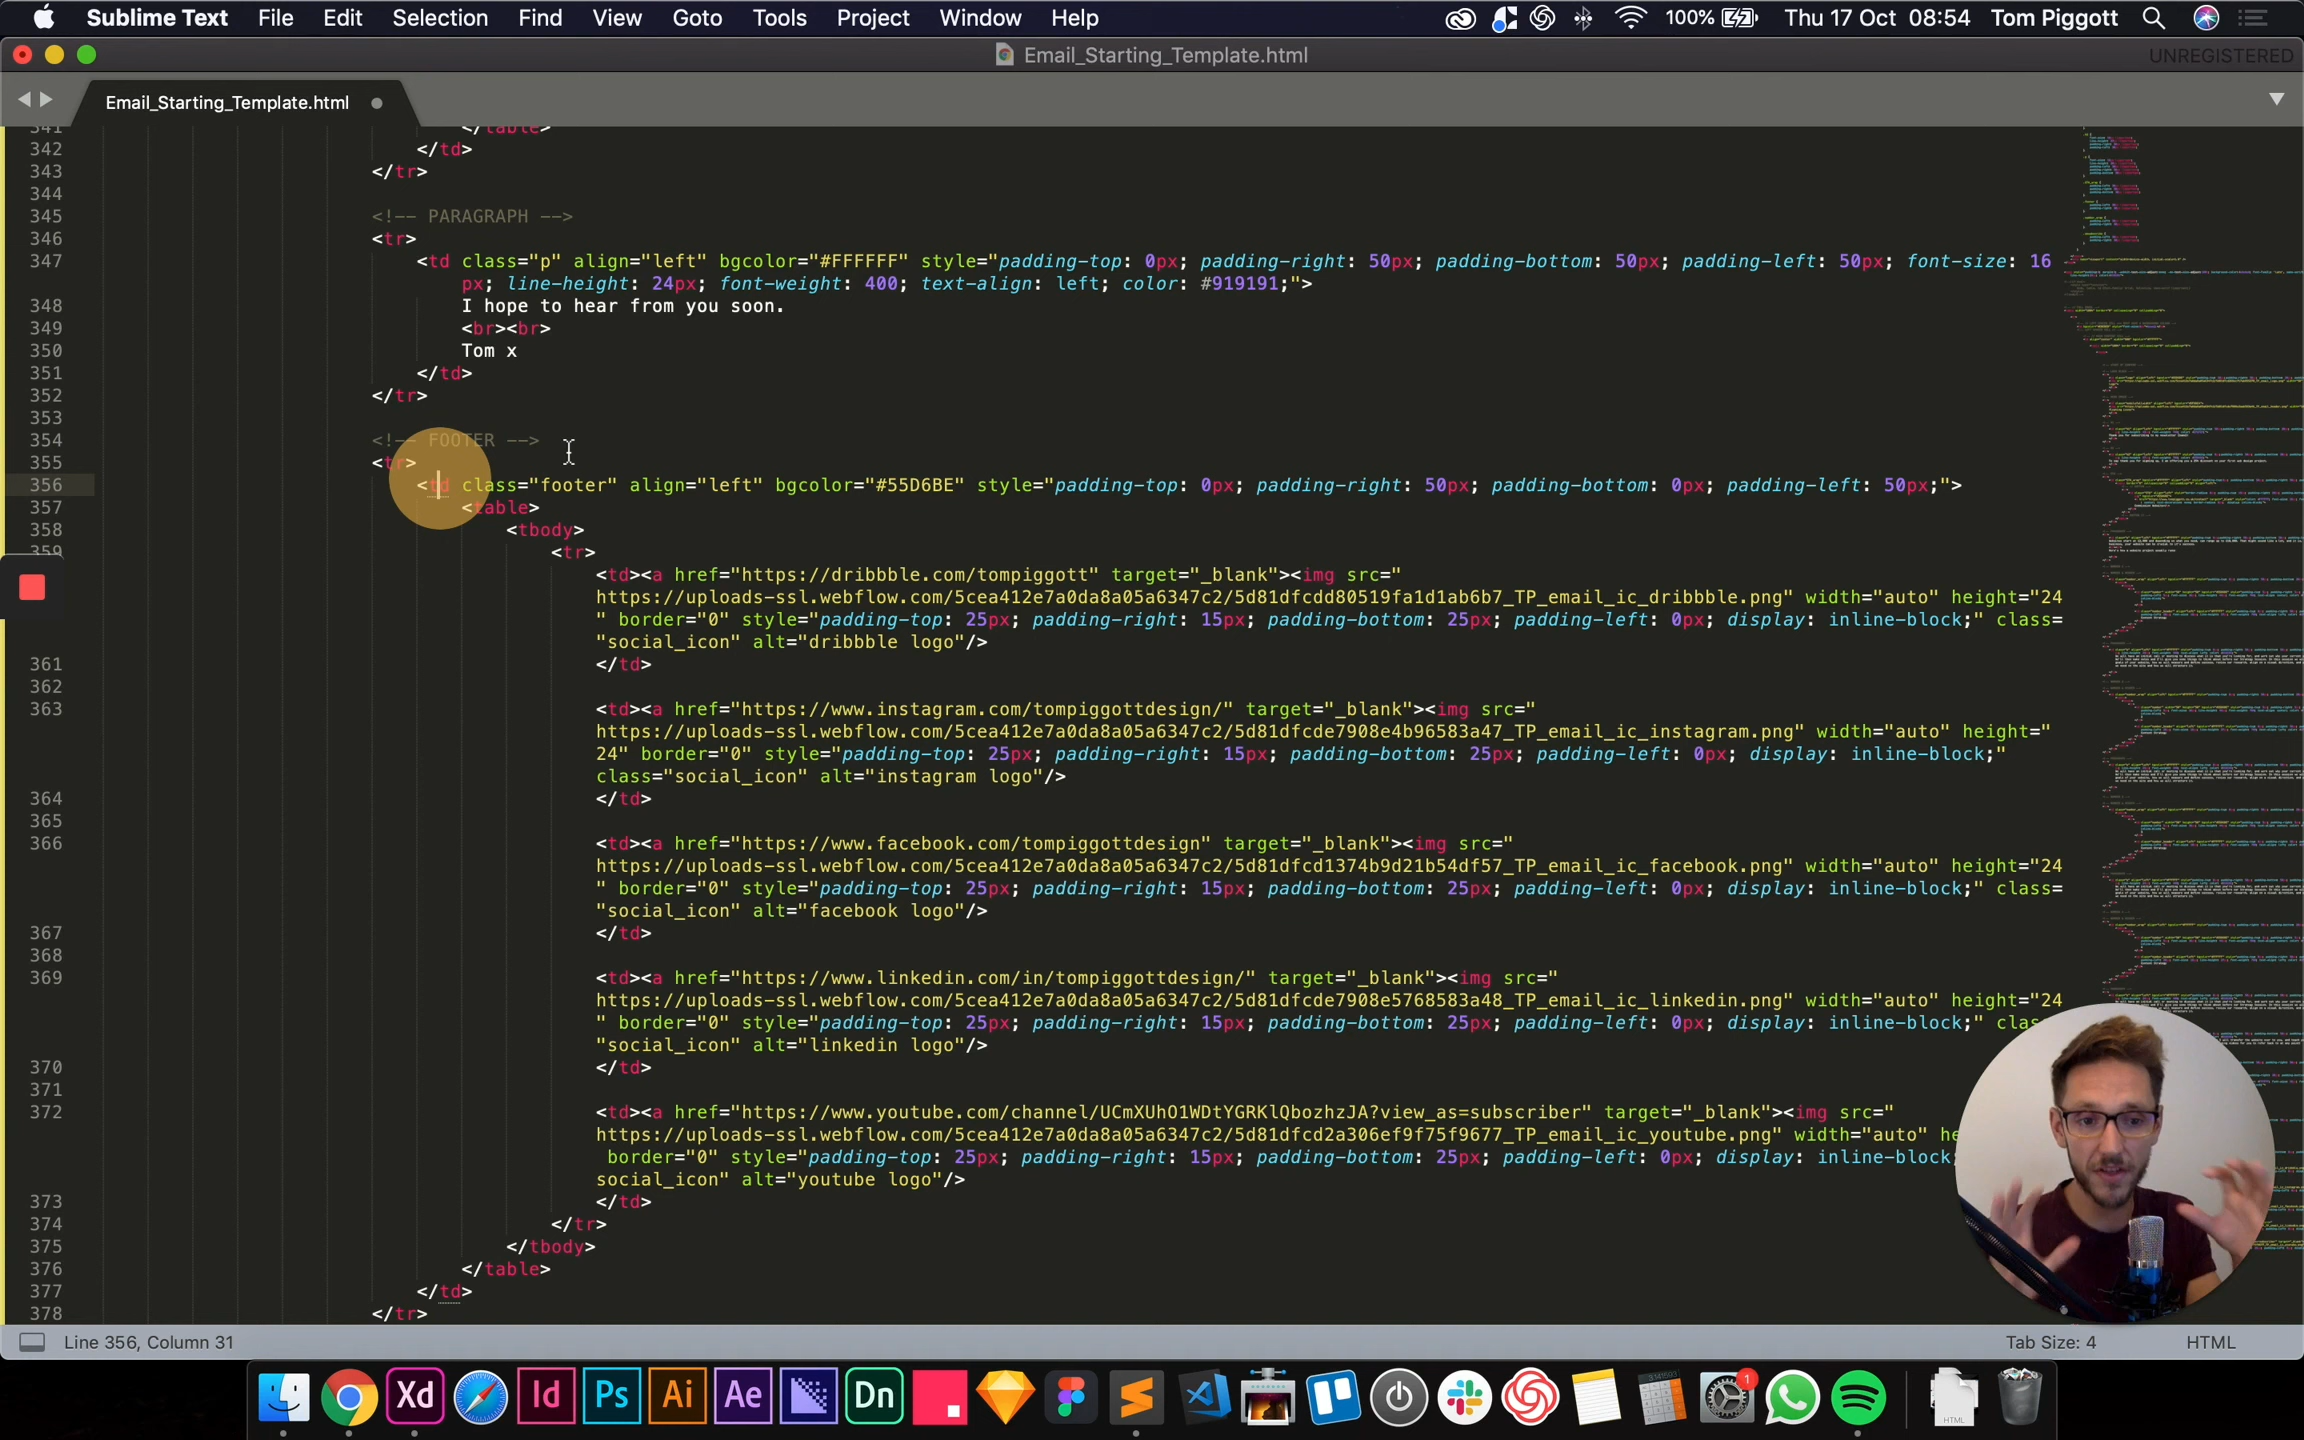 Sublime Text File Edit Selection Find View Goto Tools Project Window Help 100% Thu 17 Oct 08:54 Tom Piggott
Email_Starting_Template.html UNREGISTERED
Email_Starting_Template.html
341 </table>
342 </td>
343 </tr>
344
345 <!-- PARAGRAPH -->
346 <tr>
347 <td class="p" align="left" bgcolor="#FFFFFF" style="padding-top: 0px; padding-right: 50px; padding-bottom: 50px; padding-left: 50px; font-size: 16
px; line-height: 24px; font-weight: 400; text-align: left; color: #919191;">
348 I hope to hear from you soon.
349 <br><br>
350 Tom x
351 </td>
352 </tr>
353
354 <!-- FOOTER -->
355 <tr>
356 <td class="footer" align="left" bgcolor="#55D6BE" style="padding-top: 0px; padding-right: 50px; padding-bottom: 0px; padding-left: 50px;">
357 <table>
358 <tbody>
359 <tr>
<td><a href="https://dribbble.com/tompiggott" target="_blank"><img src="
https://uploads-ssl.webflow.com/5cea412e7a0da8a05a6347c2/5d81dfcdd80519fa1d1ab6b7_TP_email_ic_dribbble.png" width="auto" height="24
" border="0" style="padding-top: 25px; padding-right: 15px; padding-bottom: 25px; padding-left: 0px; display: inline-block;" class=
"social_icon" alt="dribbble logo"/>
361 </td>
362
363 <td><a href="https://www.instagram.com/tompiggottdesign/" target="_blank"><img src="
https://uploads-ssl.webflow.com/5cea412e7a0da8a05a6347c2/5d81dfcde7908e4b96583a47_TP_email_ic_instagram.png" width="auto" height="
24" border="0" style="padding-top: 25px; padding-right: 15px; padding-bottom: 25px; padding-left: 0px; display: inline-block;"
class="social_icon" alt="instagram logo"/>
364 </td>
365
366 <td><a href="https://www.facebook.com/tompiggottdesign" target="_blank"><img src="
https://uploads-ssl.webflow.com/5cea412e7a0da8a05a6347c2/5d81dfcd1374b9d21b54df57_TP_email_ic_facebook.png" width="auto" height="24
" border="0" style="padding-top: 25px; padding-right: 15px; padding-bottom: 25px; padding-left: 0px; display: inline-block;" class=
"social_icon" alt="facebook logo"/>
367 </td>
368
369 <td><a href="https://www.linkedin.com/in/tompiggottdesign/" target="_blank"><img src="
https://uploads-ssl.webflow.com/5cea412e7a0da8a05a6347c2/5d81dfcde7908e5768583a48_TP_email_ic_linkedin.png" width="auto" height="24
" border="0" style="padding-top: 25px; padding-right: 15px; padding-bottom: 25px; padding-left: 0px; display: inline-block;" clas
"social_icon" alt="linkedin logo"/>
370 </td>
371
372 <td><a href="https://www.youtube.com/channel/UCmXUhO1WDtYGRKlQbozhzJA?view_as=subscriber" target="_blank"><img src="
https://uploads-ssl.webflow.com/5cea412e7a0da8a05a6347c2/5d81dfcd2a306ef9f75f9677_TP_email_ic_youtube.png" width="auto" he
border="0" style="padding-top: 25px; padding-right: 15px; padding-bottom: 25px; padding-left: 0px; display: inline-block;
social_icon" alt="youtube logo"/>
373 </td>
374 </tr>
375 </tbody>
376 </table>
377 </td>
378 </tr>
Line 356, Column 31 Tab Size: 4 HTML
Xd Id Ps Ai Ae Dn 1 HTML